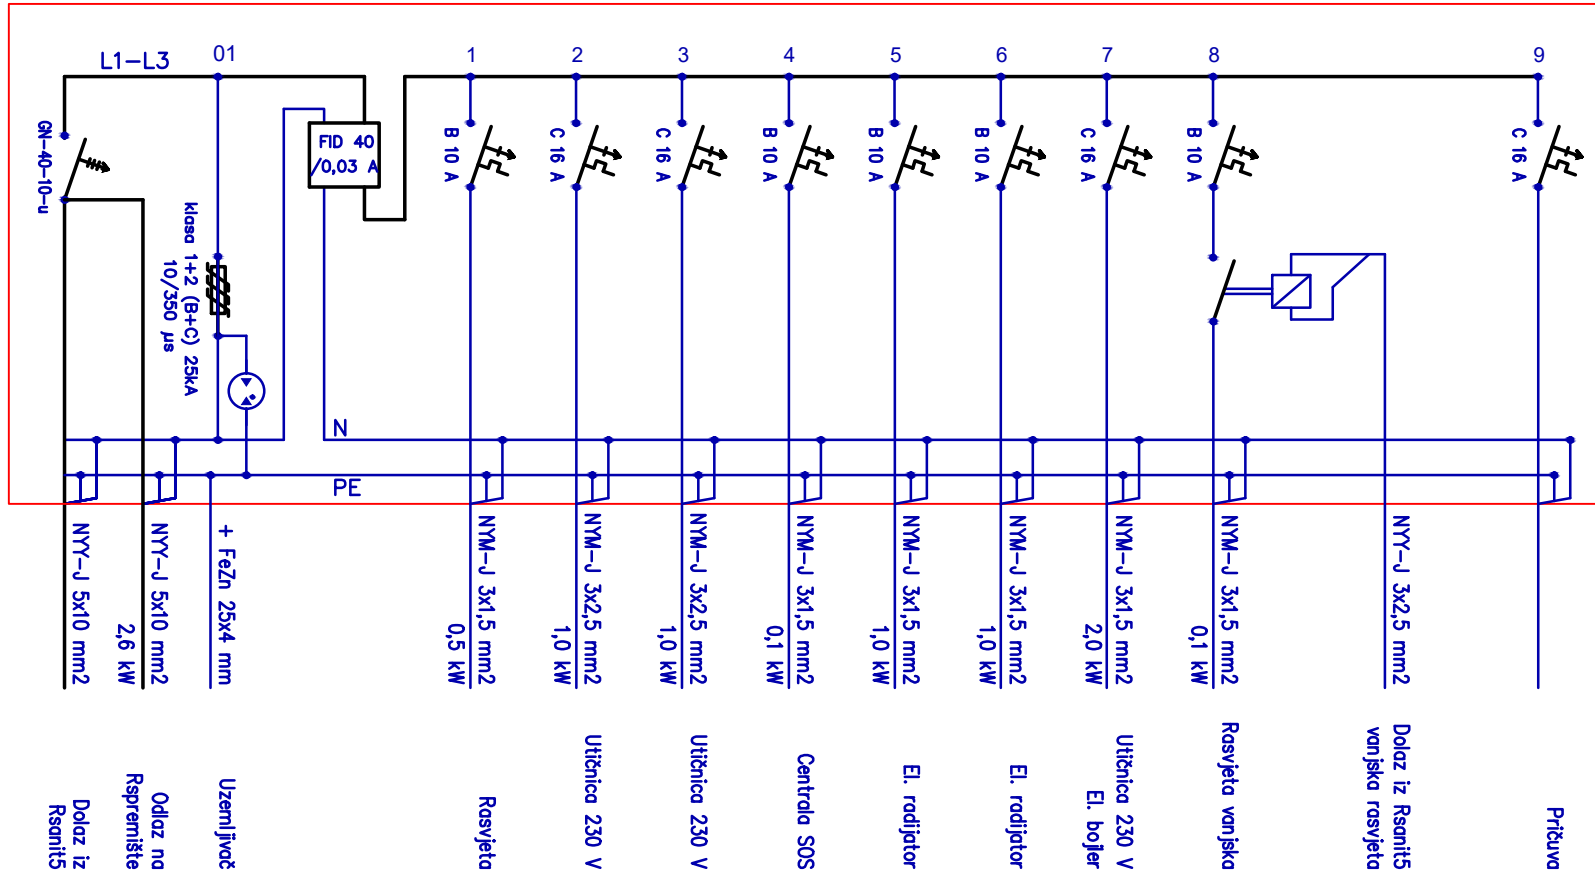 L1-L3
01
1
2
3
4
5
6
7
8
9
GN-40-10-u
klasa 1+2 (B+C) 25kA
10/350 µs
FID 40
/0,03 A
B 10 A
C 16 A
C 16 A
B 10 A
B 10 A
B 10 A
C 16 A
B 10 A
C 16 A
N
PE
NYY-J 5x10 mm2
NYY-J 5x10 mm2
2,6 kW
+ FeZn 25x4 mm
NYM-J 3x1,5 mm2
0,5 kW
NYM-J 3x2,5 mm2
1,0 kW
NYM-J 3x2,5 mm2
1,0 kW
NYM-J 3x1,5 mm2
0,1 kW
NYM-J 3x1,5 mm2
1,0 kW
NYM-J 3x1,5 mm2
1,0 kW
NYM-J 3x1,5 mm2
2,0 kW
NYM-J 3x1,5 mm2
0,1 kW
NYY-J 3x2,5 mm2
Dolaz iz
Rsanit5
Odlaz na
Rspremište
Uzemljivač
Rasvjeta
Utičnica 230 V
Utičnica 230 V
Centrala SOS
El. radijator
El. radijator
Utičnica 230 V
El. bojler
Rasvjeta vanjska
Dolaz iz Rsanit5
vanjska rasvjeta
Pričuva